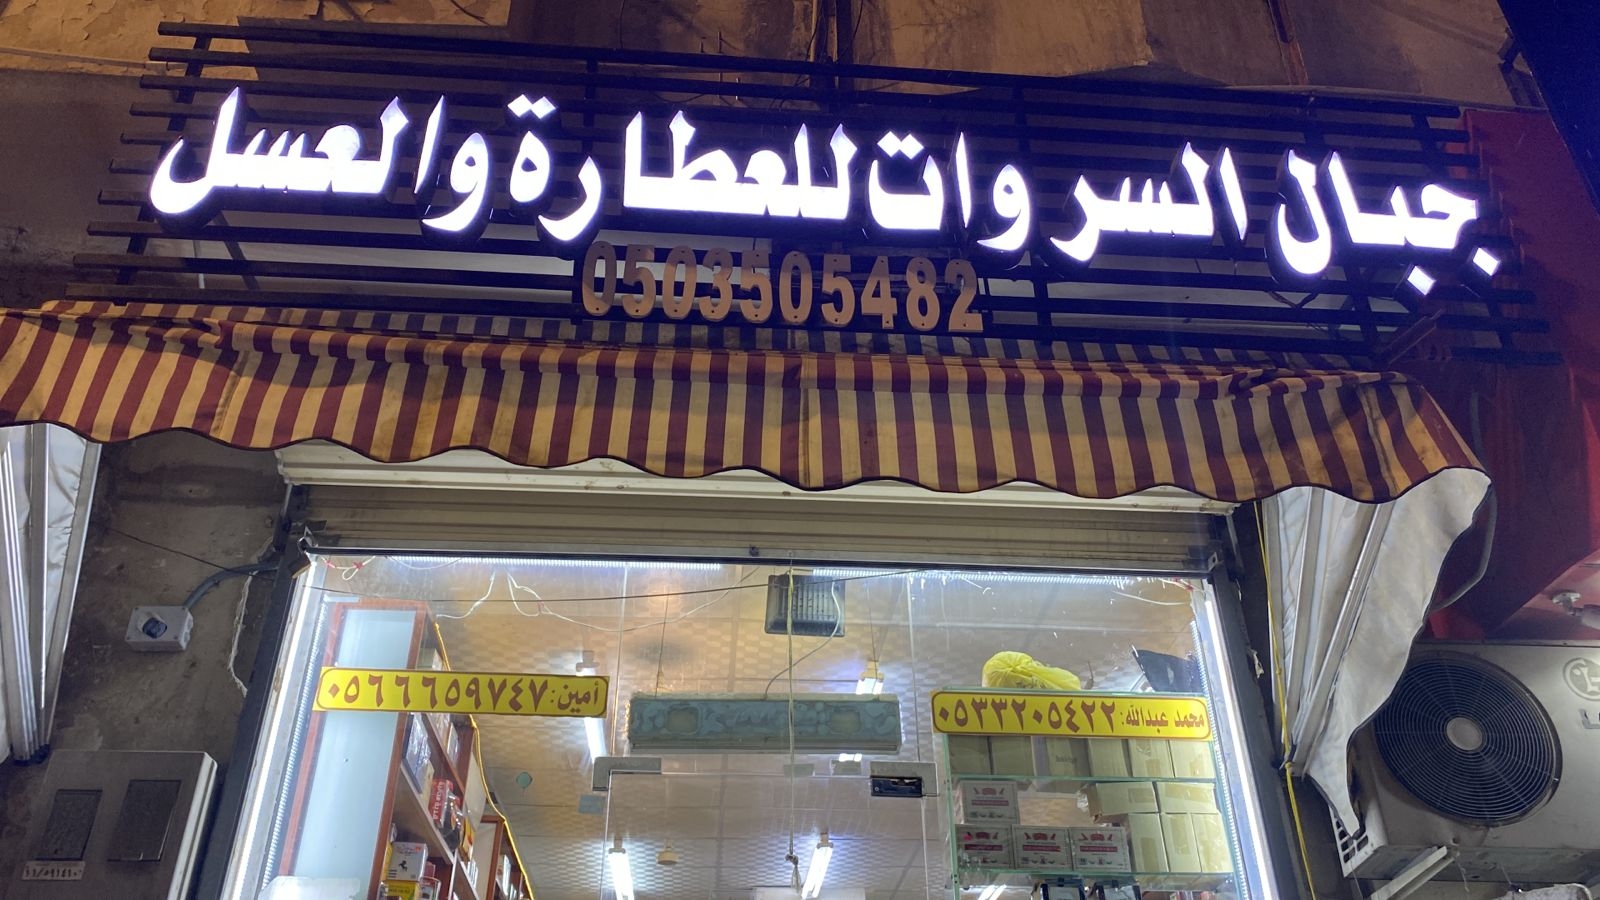 جبال السروات للعطارة والعسل
0503505482
محمد عبدالله: ٠٥٣٣٢٠٥٤٢٢
أمين: ٠٥٦٦٦٥٩٧٤٧